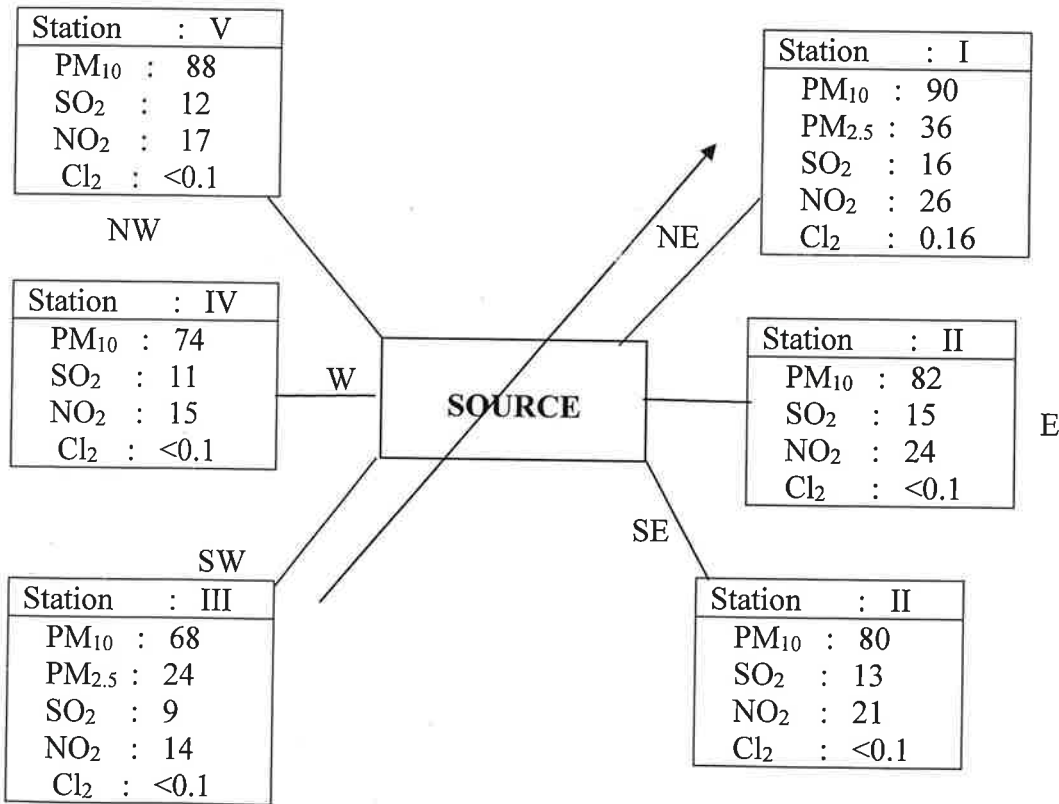 Station : V
PM₁₀ : 88
SO₂ : 12
NO₂ : 17
Cl₂ : <0.1
NW
Station : I
PM₁₀ : 90
PM₂.₅ : 36
SO₂ : 16
NO₂ : 26
Cl₂ : 0.16
NE
Station : IV
PM₁₀ : 74
SO₂ : 11
NO₂ : 15
Cl₂ : <0.1
W
SOURCE
Station : II
PM₁₀ : 82
SO₂ : 15
NO₂ : 24
Cl₂ : <0.1
E
SW
Station : III
PM₁₀ : 68
PM₂.₅ : 24
SO₂ : 9
NO₂ : 14
Cl₂ : <0.1
SE
Station : II
PM₁₀ : 80
SO₂ : 13
NO₂ : 21
Cl₂ : <0.1